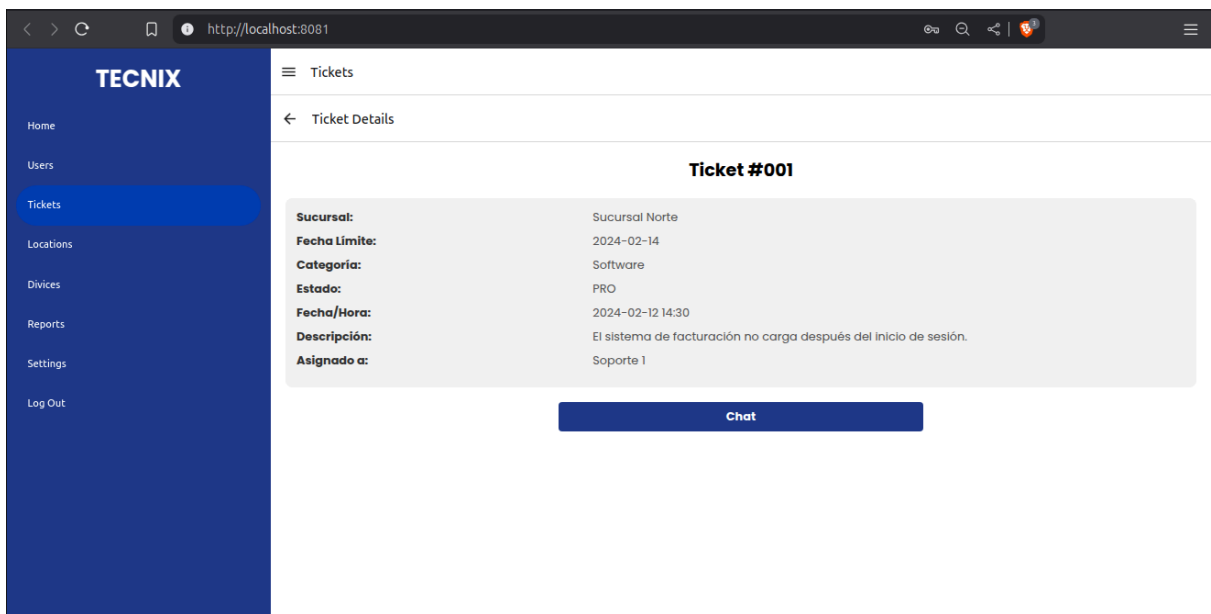 http://localhost:8081
TECNIX
Tickets
Home
Users
Tickets
Locations
Divices
Reports
Settings
Log Out
Ticket Details
Ticket #001
Sucursal: Sucursal Norte
Fecha Límite: 2024-02-14
Categoría: Software
Estado: PRO
Fecha/Hora: 2024-02-12 14:30
Descripción: El sistema de facturación no carga después del inicio de sesión.
Asignado a: Soporte 1
Chat